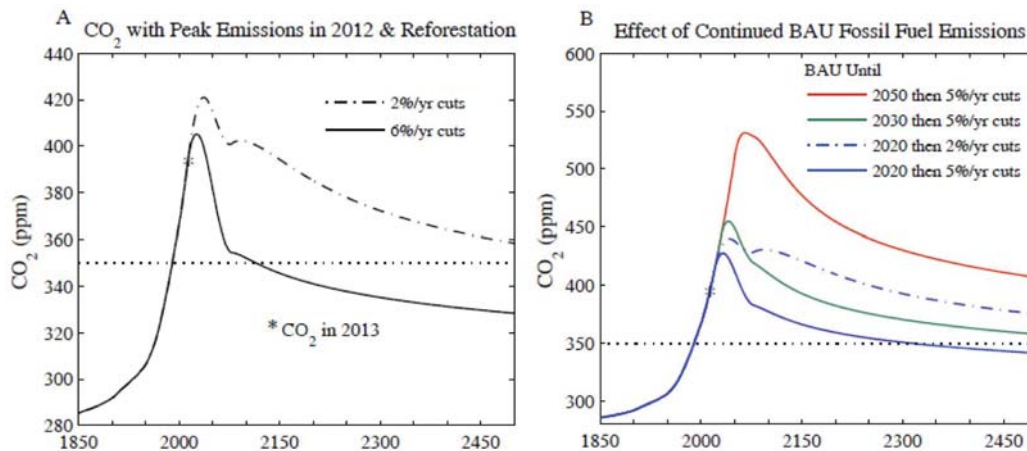 A
CO2 with Peak Emissions in 2012 & Reforestation
440
420
400
380
360
340
320
300
280
CO2 (ppm)
2%/yr cuts
6%/yr cuts
* CO2 in 2013
1850
2000
2150
2300
2450
B
Effect of Continued BAU Fossil Fuel Emissions
600
550
500
450
400
350
300
CO2 (ppm)
BAU Until
2050 then 5%/yr cuts
2030 then 5%/yr cuts
2020 then 2%/yr cuts
2020 then 5%/yr cuts
1850
2000
2150
2300
2450